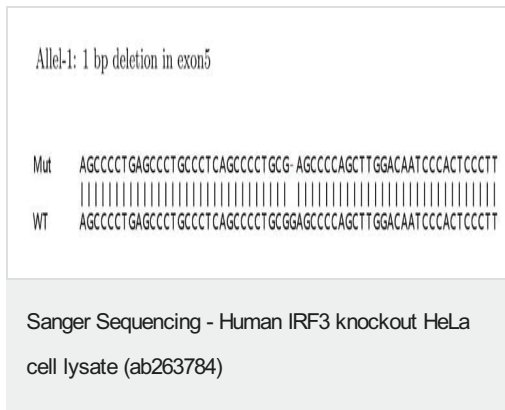 Allel-1: 1 bp deletion in exon5
Mut AGCCCCTGAGCCCTGCCCTCAGCCCCTGCG-AGCCCCAGCTTGGACAATCCCACTCCCTT
||||||||||||||||||||||||||||||  |||||||||||||||||||||||||||||
WT AGCCCCTGAGCCCTGCCCTCAGCCCCTGCGGAGCCCCAGCTTGGACAATCCCACTCCCTT
Sanger Sequencing - Human IRF3 knockout HeLa
cell lysate (ab263784)